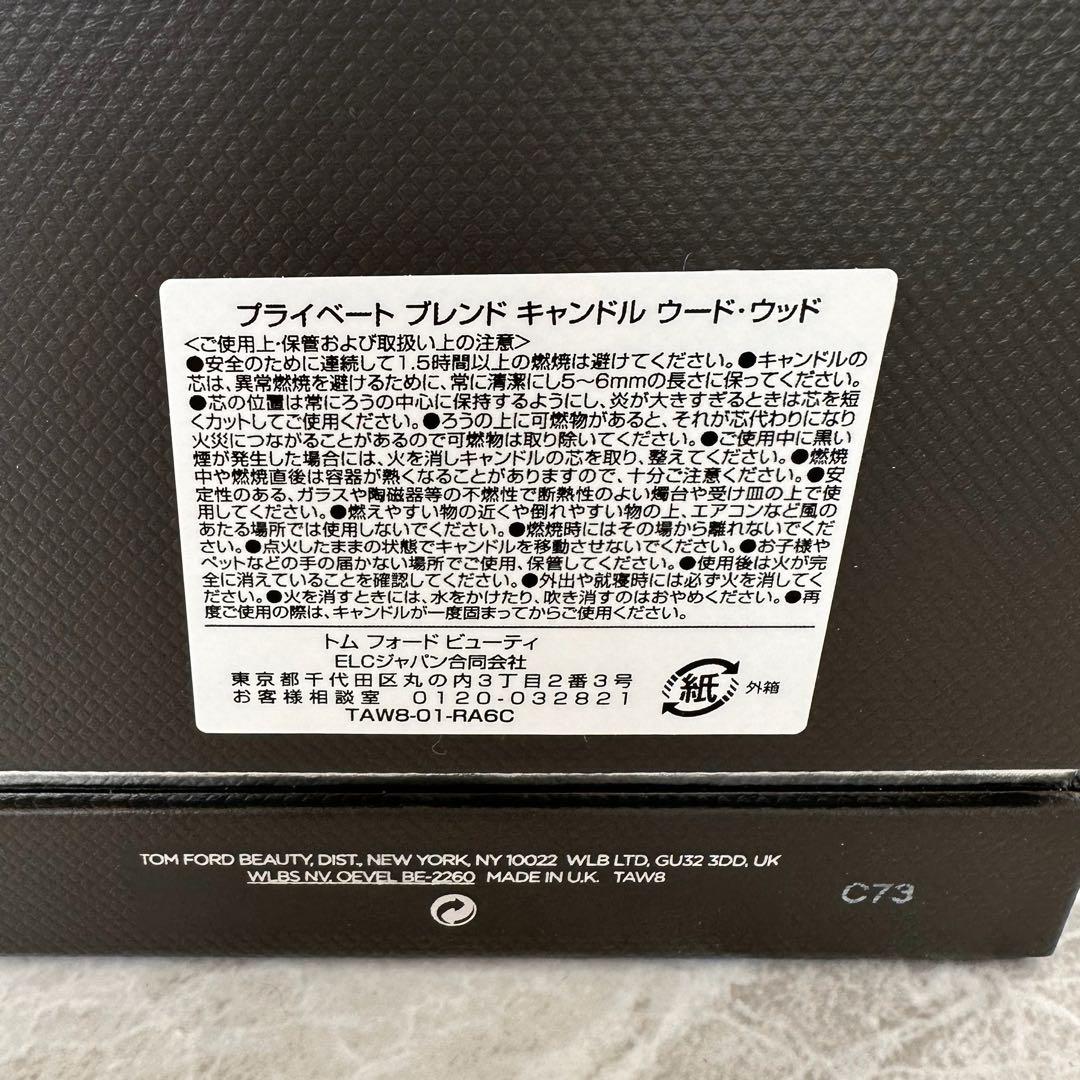 プライベート ブレンド キャンドル ウード・ウッド
<ご使用上・保管および取扱い上の注意>
●安全のために連続して1.5時間以上の燃焼は避けてください。●キャンドルの
芯は、異常燃焼を避けるために、常に清潔にし5〜6mmの長さに保ってください。
●芯の位置は常にろうの中心に保持するようにし、炎が大きすぎるときは芯を短
くカットしてご使用ください。●ろうの上に可燃物があると、それが芯代わりになり
火災につながることがあるので可燃物は取り除いてください。●ご使用中に黒い
煙が発生した場合には、火を消しキャンドルの芯を取り、整えてください。●燃焼
中や燃焼直後は容器が熱くなることがありますので、十分ご注意ください。●安
定性のある、ガラスや陶磁器等の不燃性で断熱性のよい燭台や受け皿の上で使
用してください。●燃えやすい物の近くや倒れやすい物の上、エアコンなど風の
あたる場所では使用しないでください。●燃焼時にはその場から離れないでくだ
さい。●点火したままの状態でキャンドルを移動させないでください。●お子様や
ペットなどの手の届かない場所でご使用、保管してください。●使用後は火が完
全に消えていることを確認してください。●外出や就寝時には必ず火を消してく
ださい。●火を消すときには、水をかけたり、吹き消すのはおやめください。●再
度ご使用の際は、キャンドルが一度固まってからご使用ください。
トム フォード ビューティ
ELCジャパン合同会社
東京都千代田区丸の内3丁目2番3号
お客様相談室 0120-032821
TAW8-01-RA6C
紙 外箱
TOM FORD BEAUTY, DIST., NEW YORK, NY 10022 WLB LTD, GU32 3DD, UK
WLBS NV, OEVEL BE-2260 MADE IN U.K. TAW8
C73